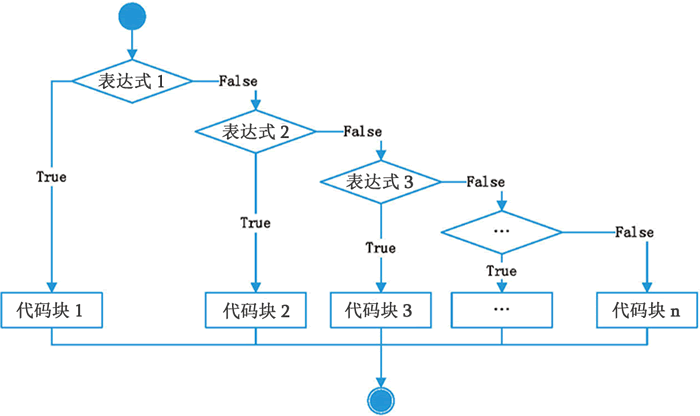 表达式 1
False
表达式 2
False
表达式 3
False
True
True
True
…
False
True
代码块 1
代码块 2
代码块 3
…
代码块 n